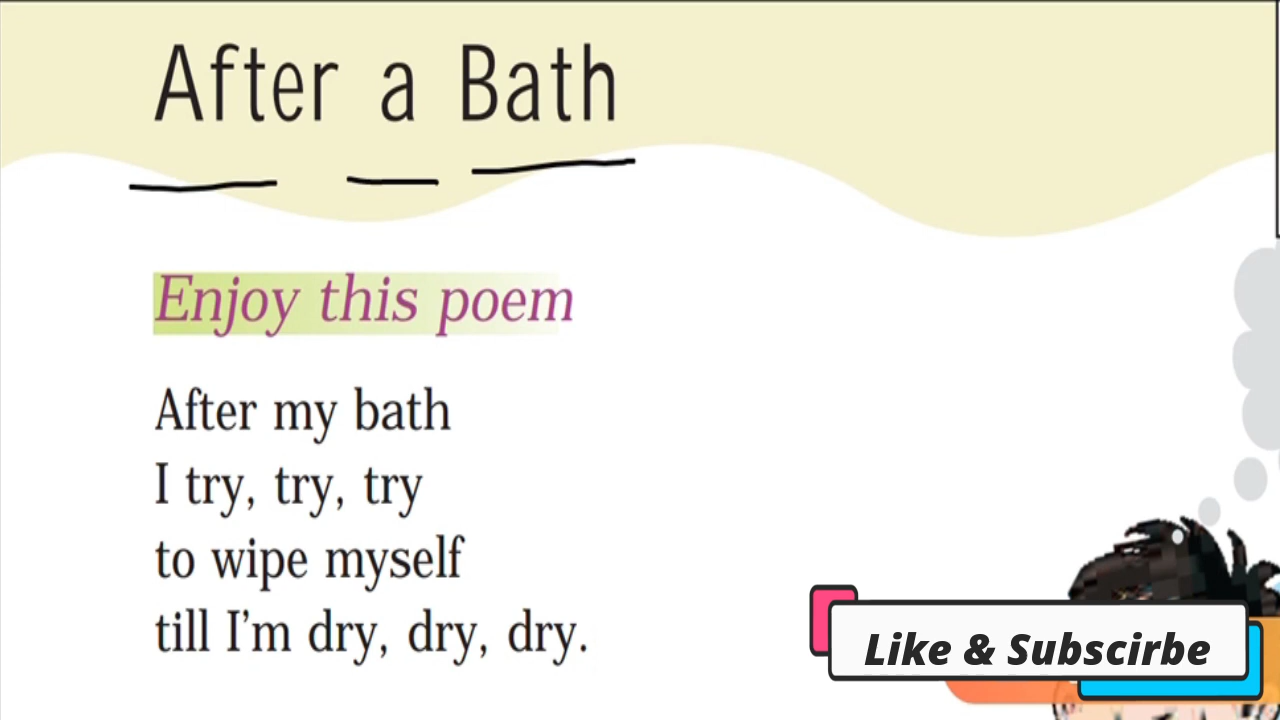 After a Bath
Enjoy this poem
After my bath
I try, try, try
to wipe myself
till I'm dry, dry, dry.
Like & Subscirbe